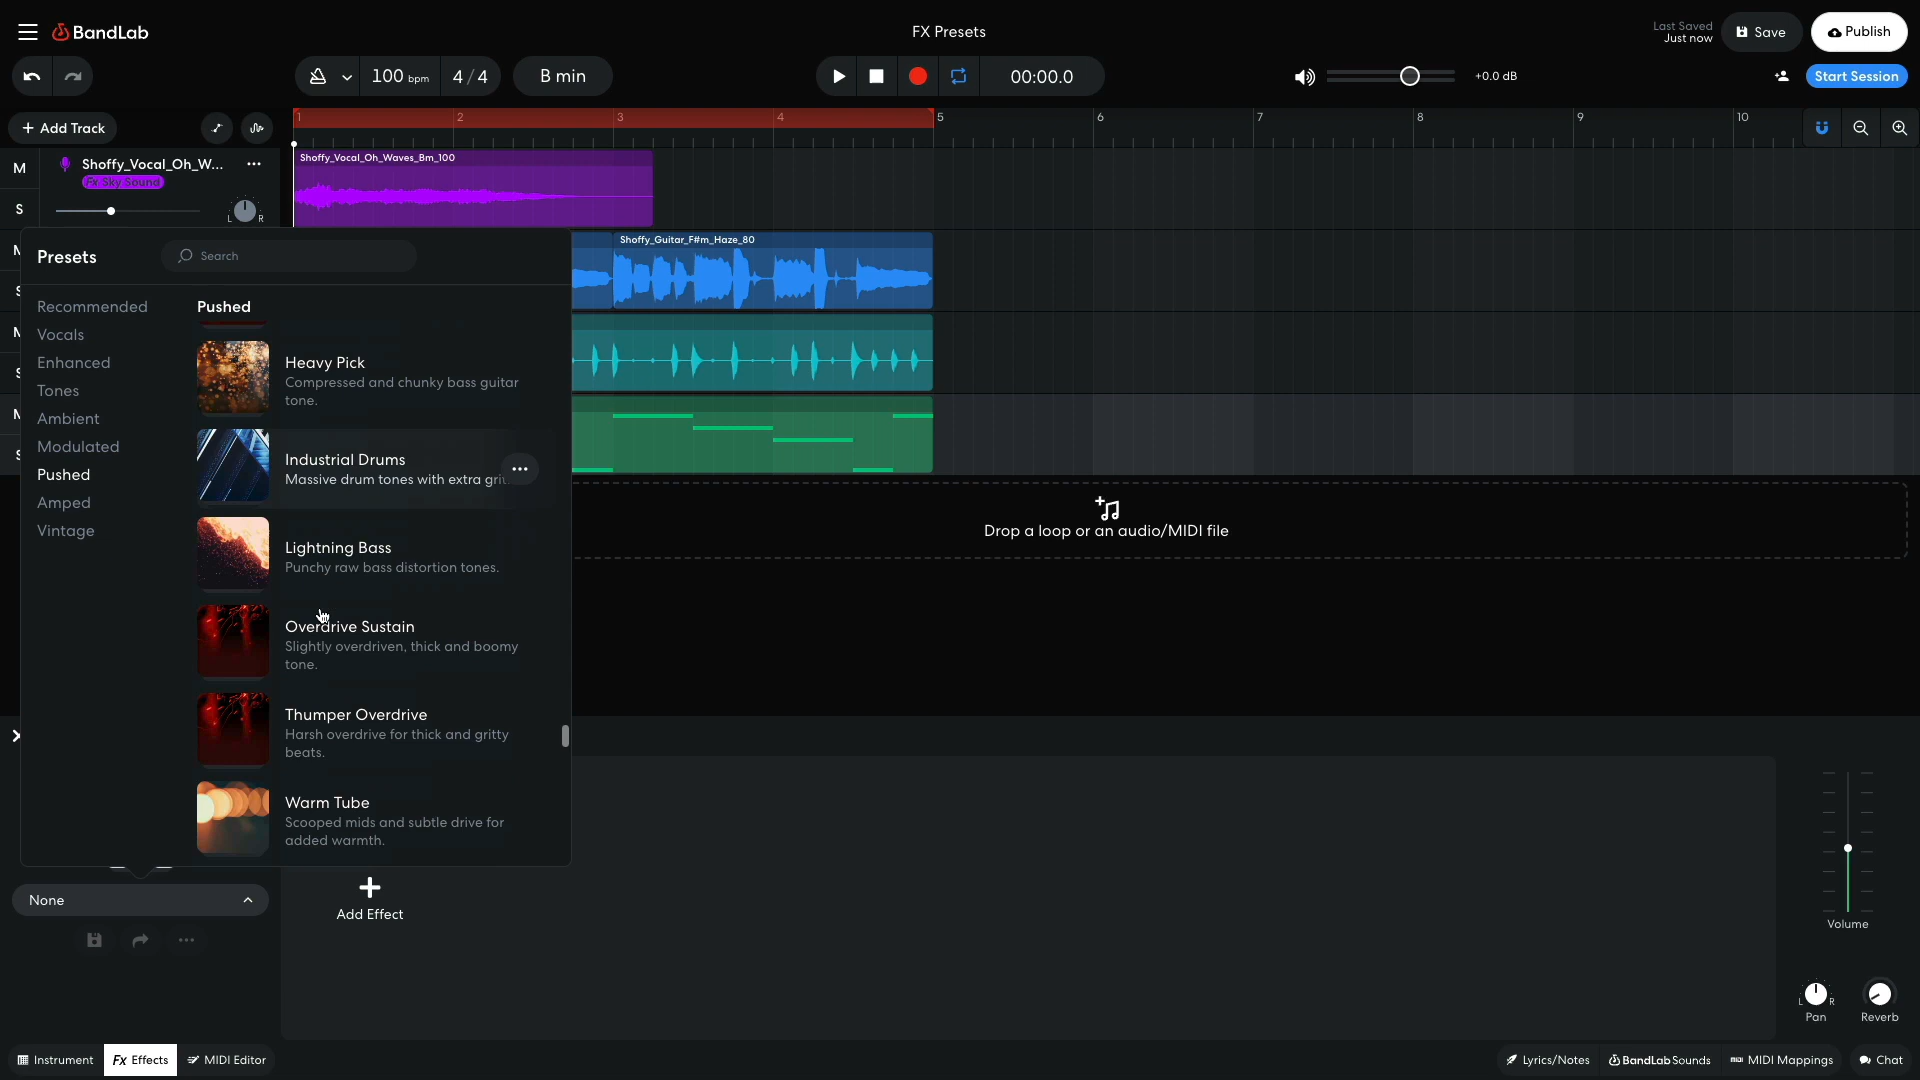 BandLab
FX Presets
Last Saved
Just now
Save
Publish
100 bpm
4/4
B min
00:00.0
+0.0 dB
Start Session
Add Track
1
2
3
4
5
6
7
8
9
10
M
Shoffy_Vocal_Oh_W...
Fx Sky Sound
S
L
R
Shoffy_Vocal_Oh_Waves_Bm_100
Shoffy_Guitar_F#m_Haze_80
Presets
Search
Recommended
Vocals
Enhanced
Tones
Ambient
Modulated
Pushed
Amped
Vintage
Pushed
Heavy Pick
Compressed and chunky bass guitar
tone.
Industrial Drums
Massive drum tones with extra grit.
Lightning Bass
Punchy raw bass distortion tones.
Overdrive Sustain
Slightly overdriven, thick and boomy
tone.
Thumper Overdrive
Harsh overdrive for thick and gritty
beats.
Warm Tube
Scooped mids and subtle drive for
added warmth.
Drop a loop or an audio/MIDI file
None
Add Effect
Volume
L
R
Pan
Reverb
Instrument
Fx Effects
MIDI Editor
Lyrics/Notes
BandLab Sounds
MIDI Mappings
Chat